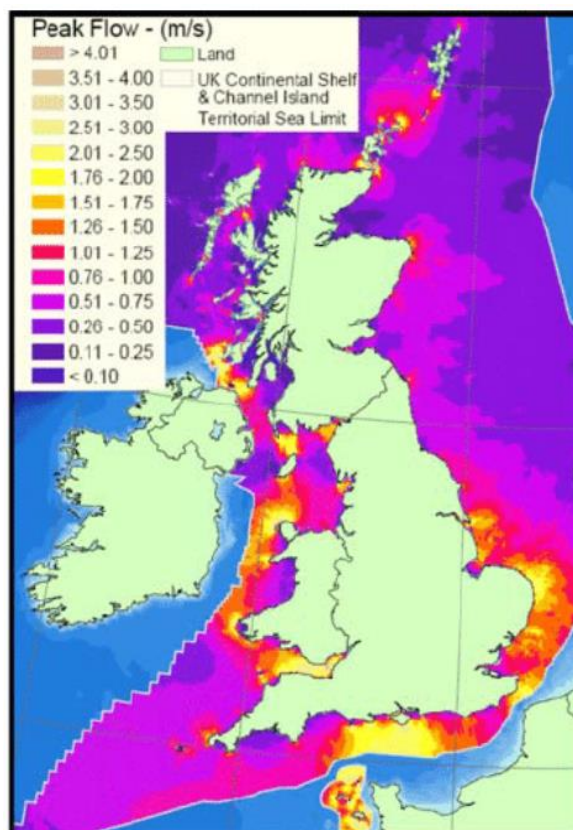 Peak Flow - (m/s)
> 4.01
3.51 - 4.00
3.01 - 3.50
2.51 - 3.00
2.01 - 2.50
1.76 - 2.00
1.51 - 1.75
1.26 - 1.50
1.01 - 1.25
0.76 - 1.00
0.51 - 0.75
0.26 - 0.50
0.11 - 0.25
< 0.10
Land
UK Continental Shelf
& Channel Island
Territorial Sea Limit